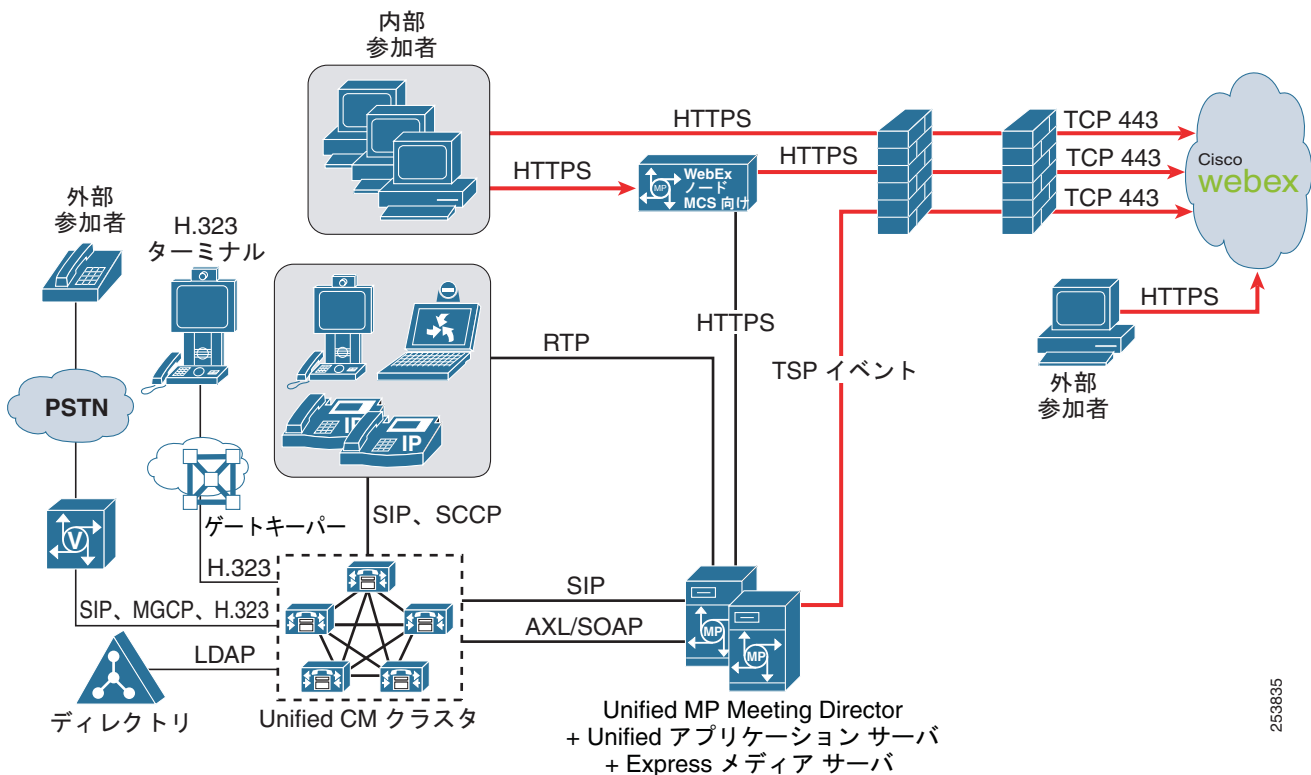 内部
参加者
HTTPS
TCP 443
HTTPS
WebEx
ノード
MCS 向け
MP
HTTPS
TCP 443
TCP 443
Cisco
webex
外部
参加者
H.323
ターミナル
HTTPS
RTP
HTTPS
TSP イベント
外部
参加者
PSTN
IP
IP
V
ゲートキーパー
SIP、SCCP
H.323
SIP、MGCP、H.323
SIP
AXL/SOAP
MP
MP
LDAP
ディレクトリ
Unified CM クラスタ
Unified MP Meeting Director
+ Unified アプリケーション サーバ
+ Express メディア サーバ
253835